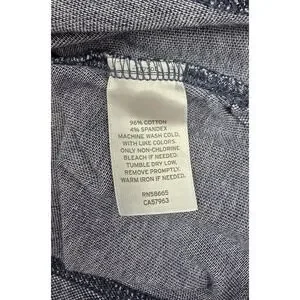 96% COTTON
4% SPANDEX
MACHINE WASH COLD,
WITH LIKE COLORS.
ONLY NON-CHLORINE
BLEACH IF NEEDED.
TUMBLE DRY LOW,
REMOVE PROMPTLY.
WARM IRON IF NEEDED.
RN58665
CA57963